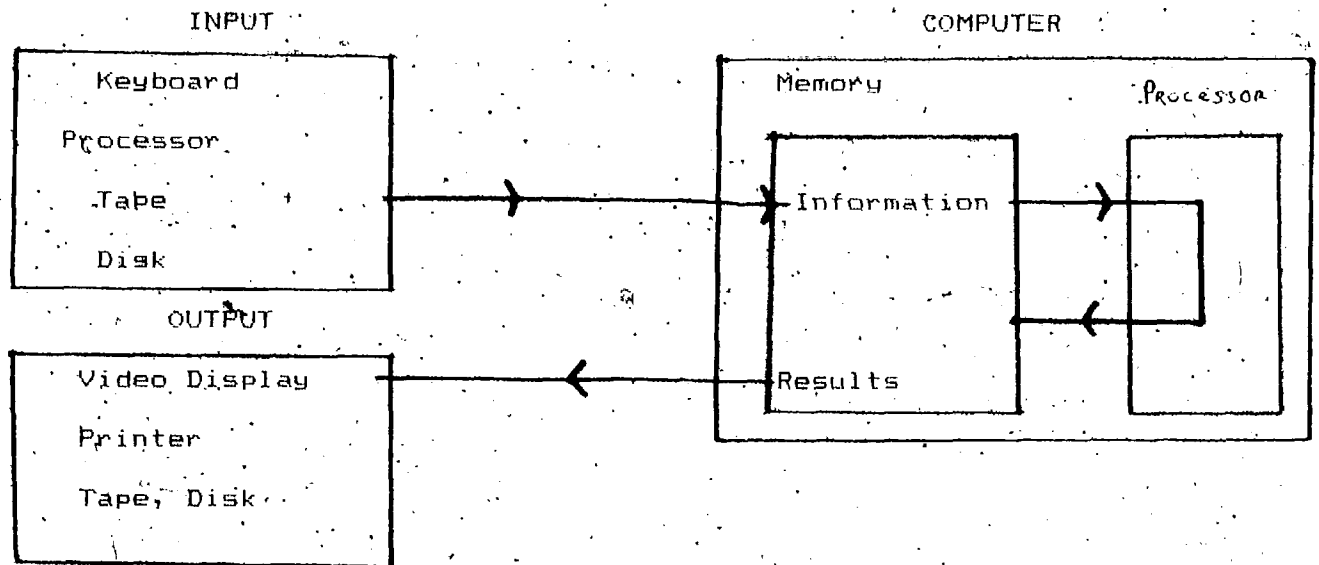 INPUT
Keyboard
Processor
Tape
Disk
OUTPUT
Video Display
Printer
Tape, Disk
COMPUTER
Memory
PROCESSOR
Information
Results